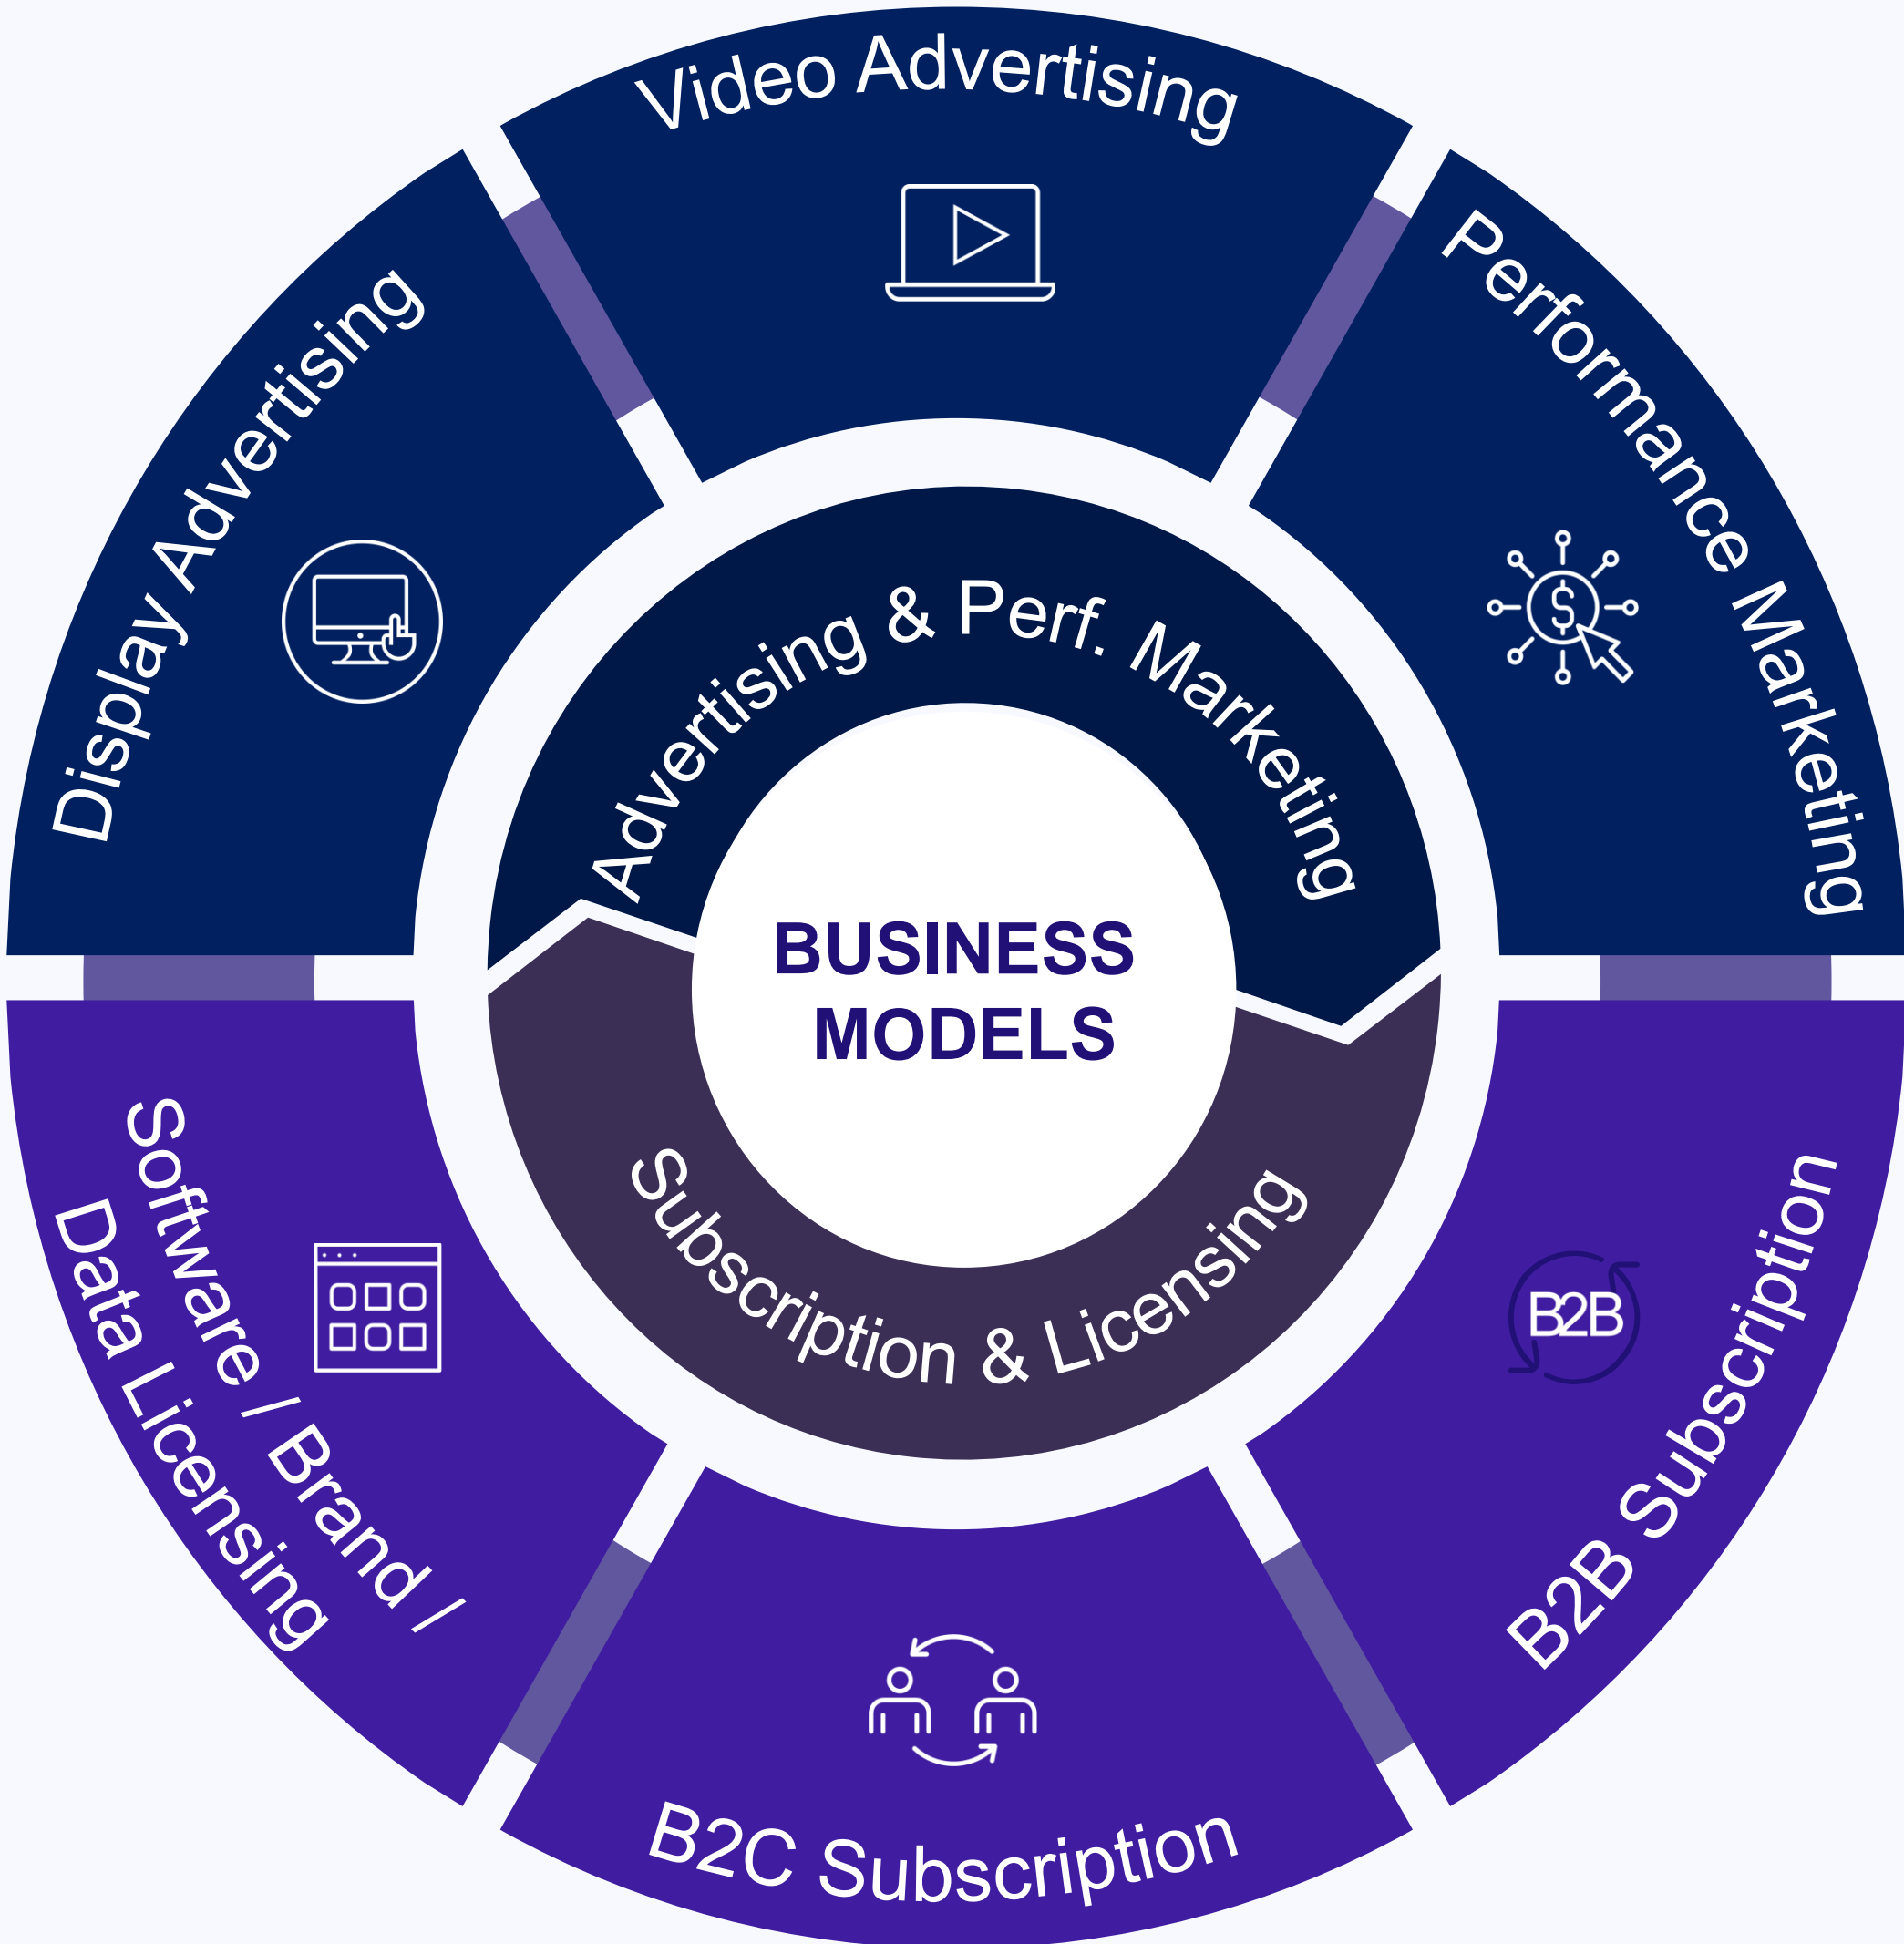 Video Advertising
Display Advertising
Performance Marketing
Advertising & Perf. Marketing
BUSINESS
MODELS
Subscription & Licensing
Software / Brand /
Data Licensing
B2B
B2B Subscription
B2C Subscription